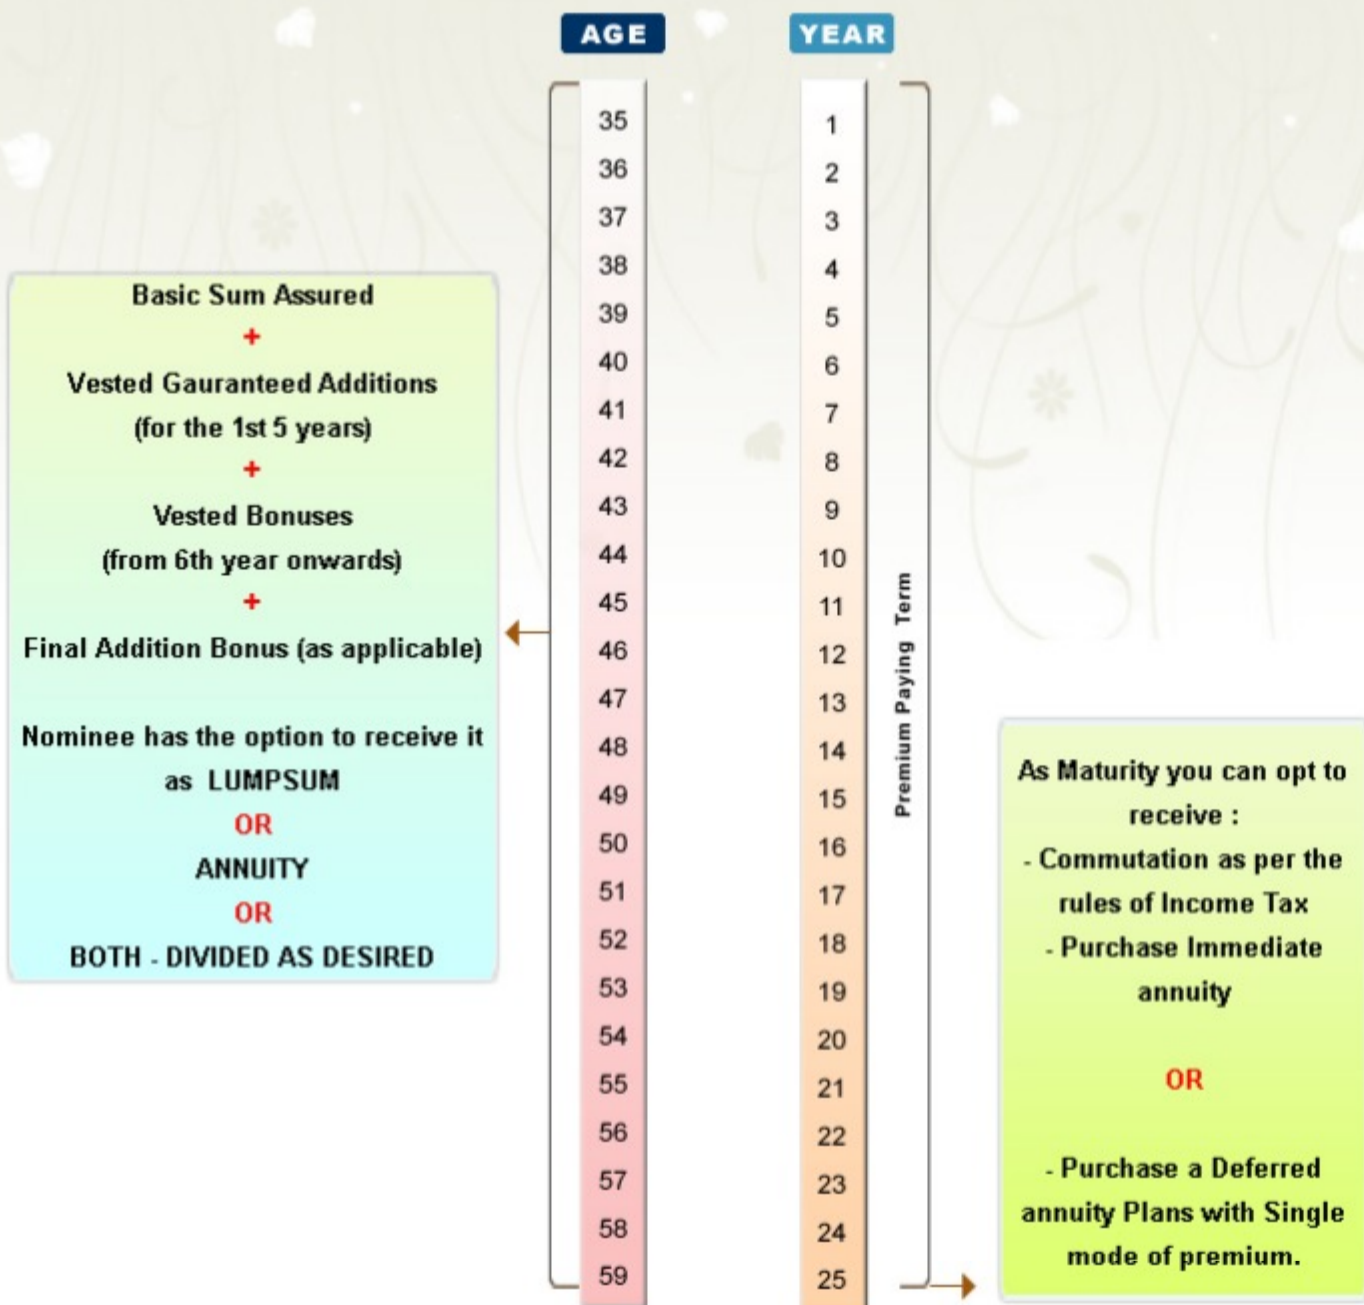 AGE
YEAR
35
36
37
38
39
40
41
42
43
44
45
46
47
48
49
50
51
52
53
54
55
56
57
58
59
1
2
3
4
5
6
7
8
9
10
11
12
13
14
15
16
17
18
19
20
21
22
23
24
25
Premium Paying Term
Basic Sum Assured
+
Vested Gauranteed Additions
(for the 1st 5 years)
+
Vested Bonuses
(from 6th year onwards)
+
Final Addition Bonus (as applicable)
Nominee has the option to receive it
as LUMPSUM
OR
ANNUITY
OR
BOTH - DIVIDED AS DESIRED
As Maturity you can opt to
receive :
- Commutation as per the
rules of Income Tax
- Purchase Immediate
annuity
OR
- Purchase a Deferred
annuity Plans with Single
mode of premium.